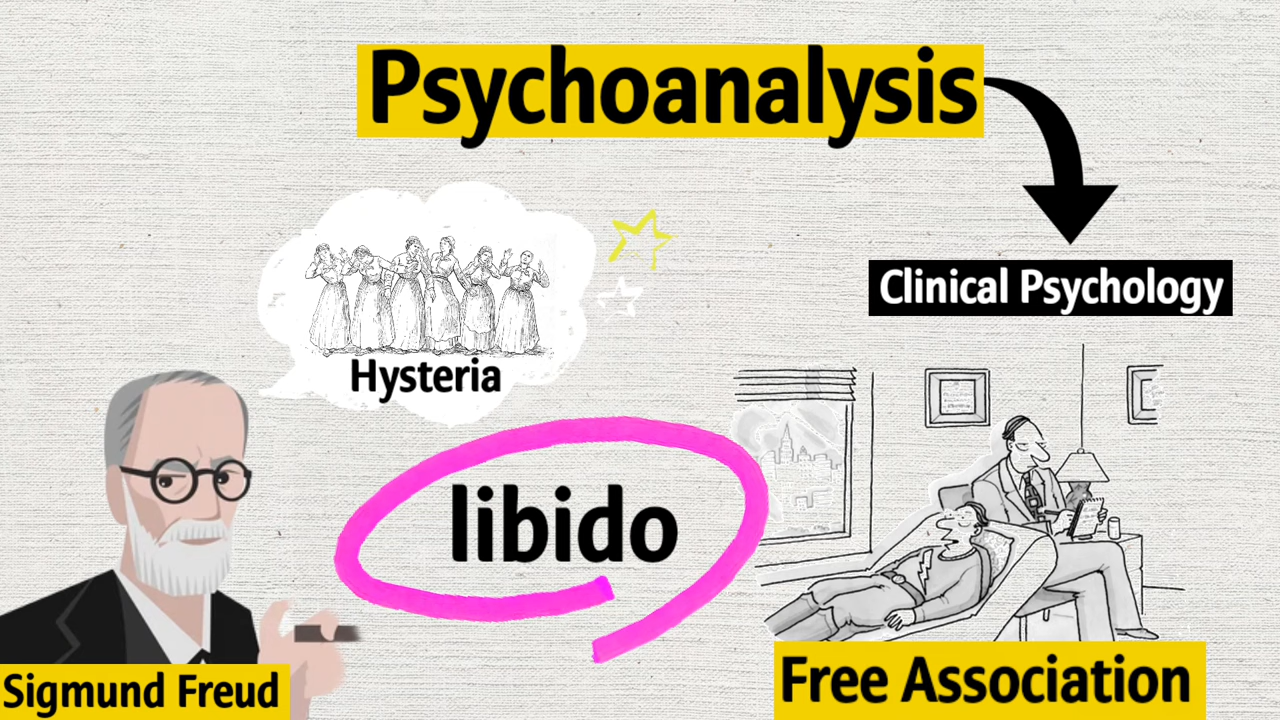 Psychoanalysis
Clinical Psychology
Hysteria
libido
Sigmund Freud
Free Association